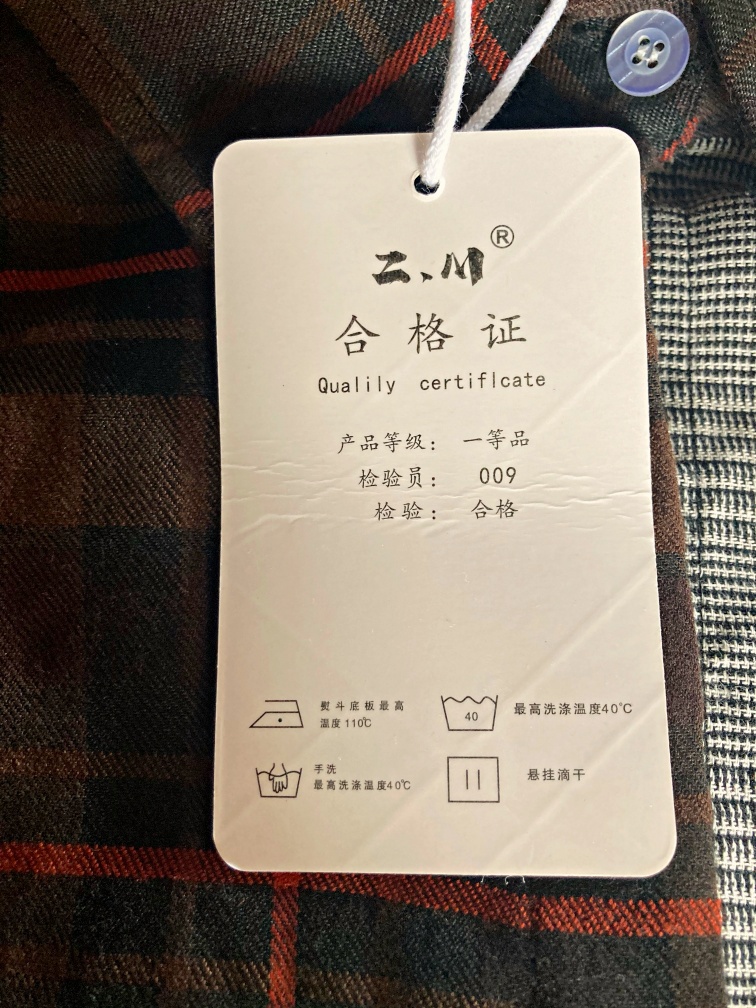 二、川®
合格证
Qualily certiflcate
产品等级： 一等品
检验员： 009
检验： 合格
熨斗底板最高
温度110℃
40
最高洗涤温度40℃
手洗
最高洗涤温度40℃
悬挂滴干